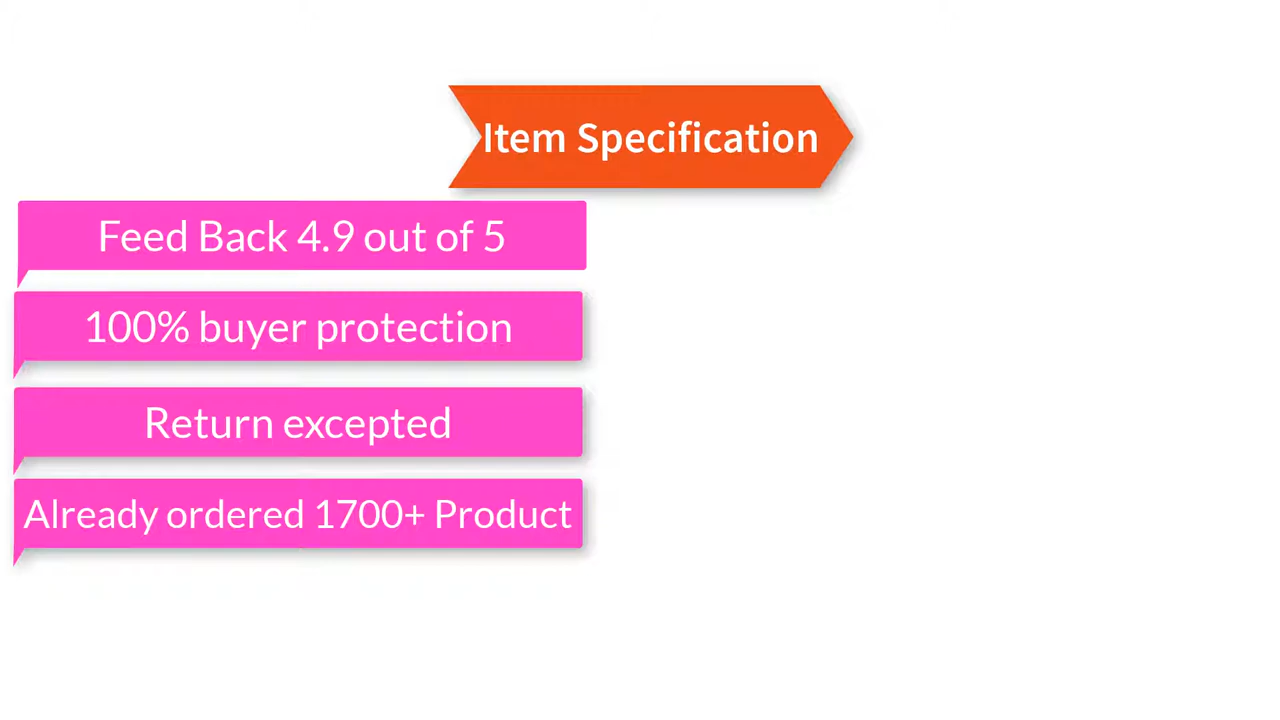 Item Specification
Feed Back 4.9 out of 5
100% buyer protection
Return excepted
Already ordered 1700+ Product